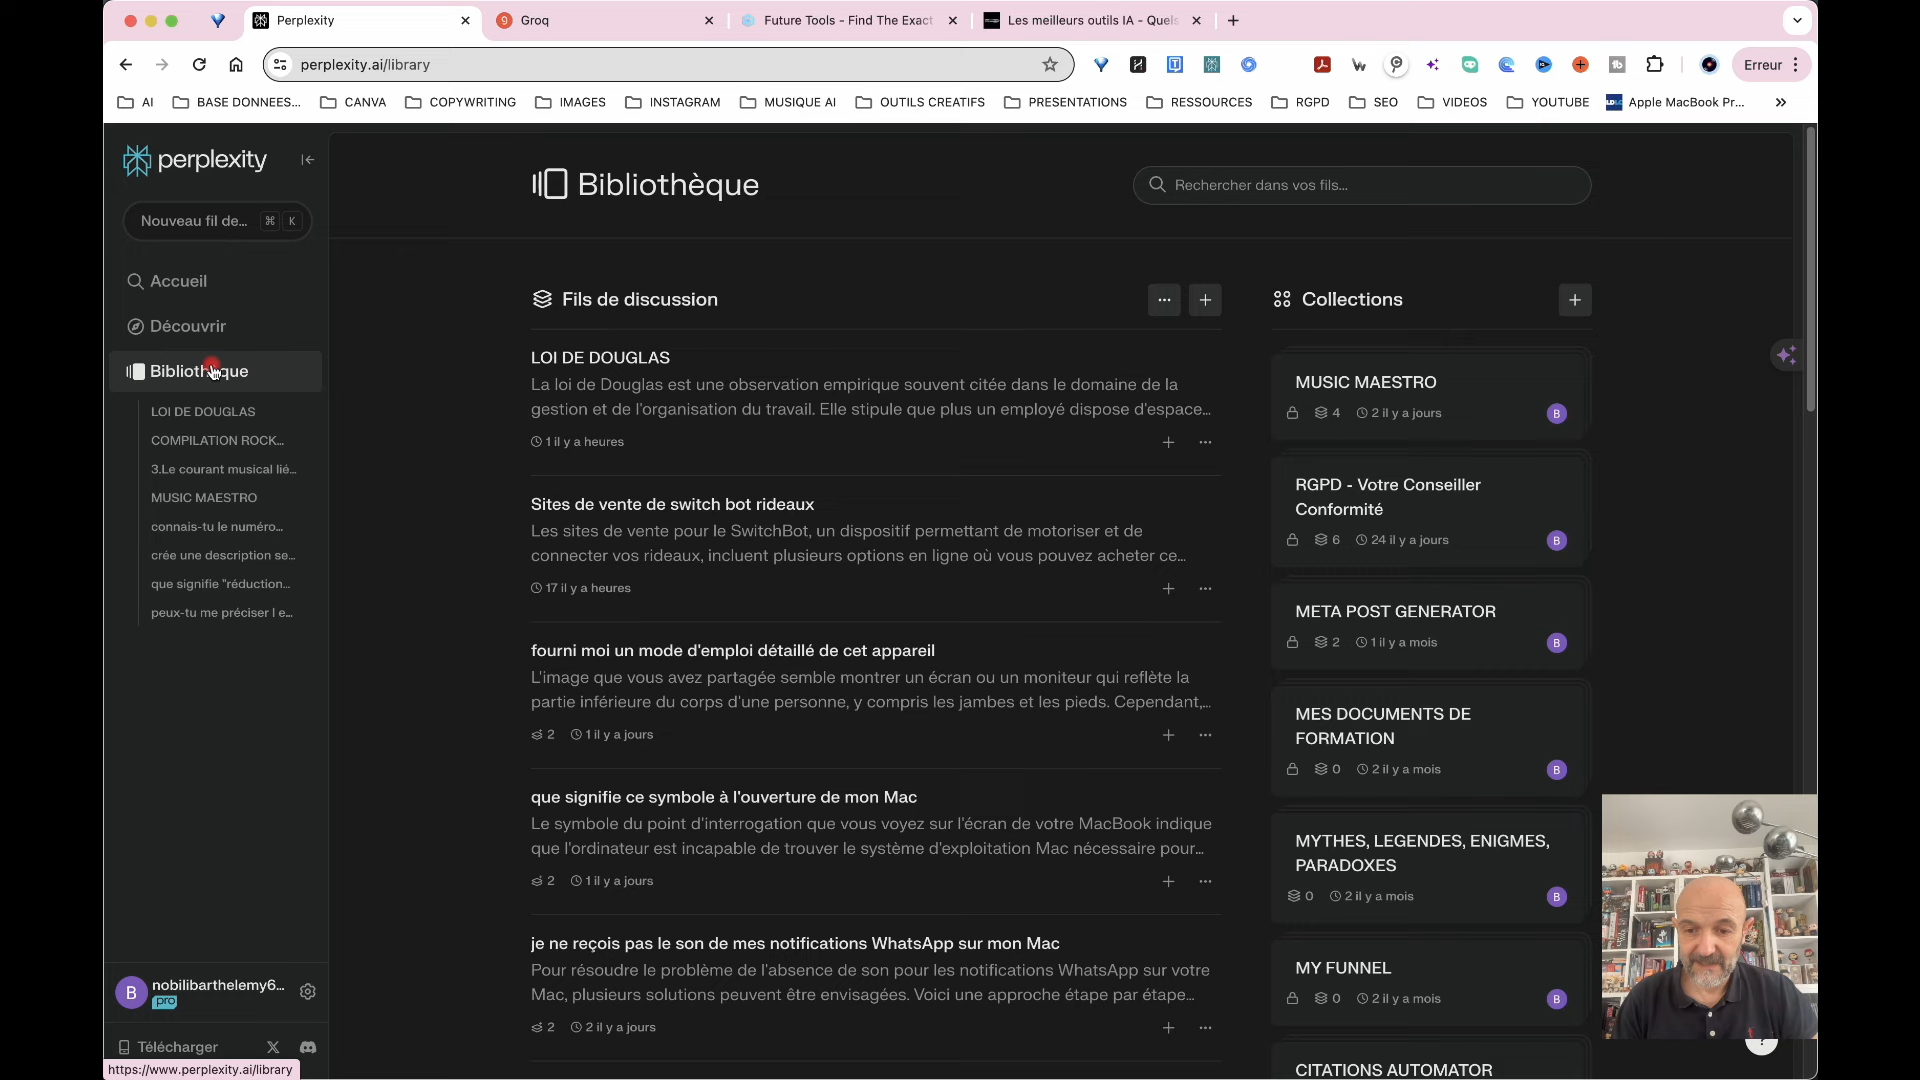 Perplexity
Groq
Future Tools - Find The Exact
Les meilleurs outils IA - Quels
perplexity.ai/library
Erreur
AI
BASE DONNEES...
CANVA
COPYWRITING
IMAGES
INSTAGRAM
MUSIQUE AI
OUTILS CREATIFS
PRESENTATIONS
RESSOURCES
RGPD
SEO
VIDEOS
YOUTUBE
Apple MacBook Pr...
perplexity
Nouveau fil de... ⌘ K
Accueil
Découvrir
Bibliothèque
LOI DE DOUGLAS
COMPILATION ROCK...
3.Le courant musical lié...
MUSIC MAESTRO
connais-tu le numéro...
crée une description se...
que signifie "réduction...
peux-tu me préciser l e...
B
nobilibarthelemy6...
pro
Télécharger
https://www.perplexity.ai/library
Bibliothèque
Rechercher dans vos fils...
Fils de discussion
LOI DE DOUGLAS
La loi de Douglas est une observation empirique souvent citée dans le domaine de la
gestion et de l'organisation du travail. Elle stipule que plus un employé dispose d'espace...
1 il y a heures
Sites de vente de switch bot rideaux
Les sites de vente pour le SwitchBot, un dispositif permettant de motoriser et de
connecter vos rideaux, incluent plusieurs options en ligne où vous pouvez acheter ce...
17 il y a heures
fourni moi un mode d'emploi détaillé de cet appareil
L'image que vous avez partagée semble montrer un écran ou un moniteur qui reflète la
partie inférieure du corps d'une personne, y compris les jambes et les pieds. Cependant,...
2 1 il y a jours
que signifie ce symbole à l'ouverture de mon Mac
Le symbole du point d'interrogation que vous voyez sur l'écran de votre MacBook indique
que l'ordinateur est incapable de trouver le système d'exploitation Mac nécessaire pour...
2 1 il y a jours
je ne reçois pas le son de mes notifications WhatsApp sur mon Mac
Pour résoudre le problème de l'absence de son pour les notifications WhatsApp sur votre
Mac, plusieurs solutions peuvent être envisagées. Voici une approche étape par étape...
2 2 il y a jours
Collections
MUSIC MAESTRO
4 2 il y a jours B
RGPD - Votre Conseiller
Conformité
6 24 il y a jours B
META POST GENERATOR
2 1 il y a mois B
MES DOCUMENTS DE
FORMATION
0 2 il y a mois B
MYTHES, LEGENDES, ENIGMES,
PARADOXES
0 2 il y a mois B
MY FUNNEL
0 2 il y a mois B
CITATIONS AUTOMATOR